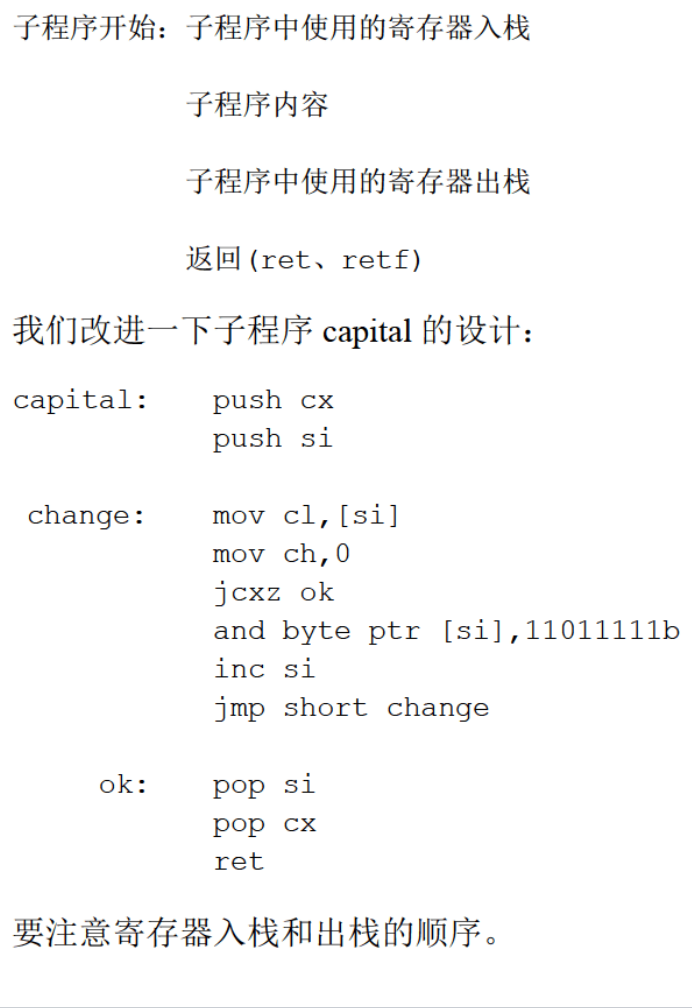 子程序开始：子程序中使用的寄存器入栈
子程序内容
子程序中使用的寄存器出栈
返回(ret、retf)
我们改进一下子程序 capital 的设计：
capital: push cx
push si
change: mov cl,[si]
mov ch,0
jcxz ok
and byte ptr [si],11011111b
inc si
jmp short change
ok: pop si
pop cx
ret
要注意寄存器入栈和出栈的顺序。